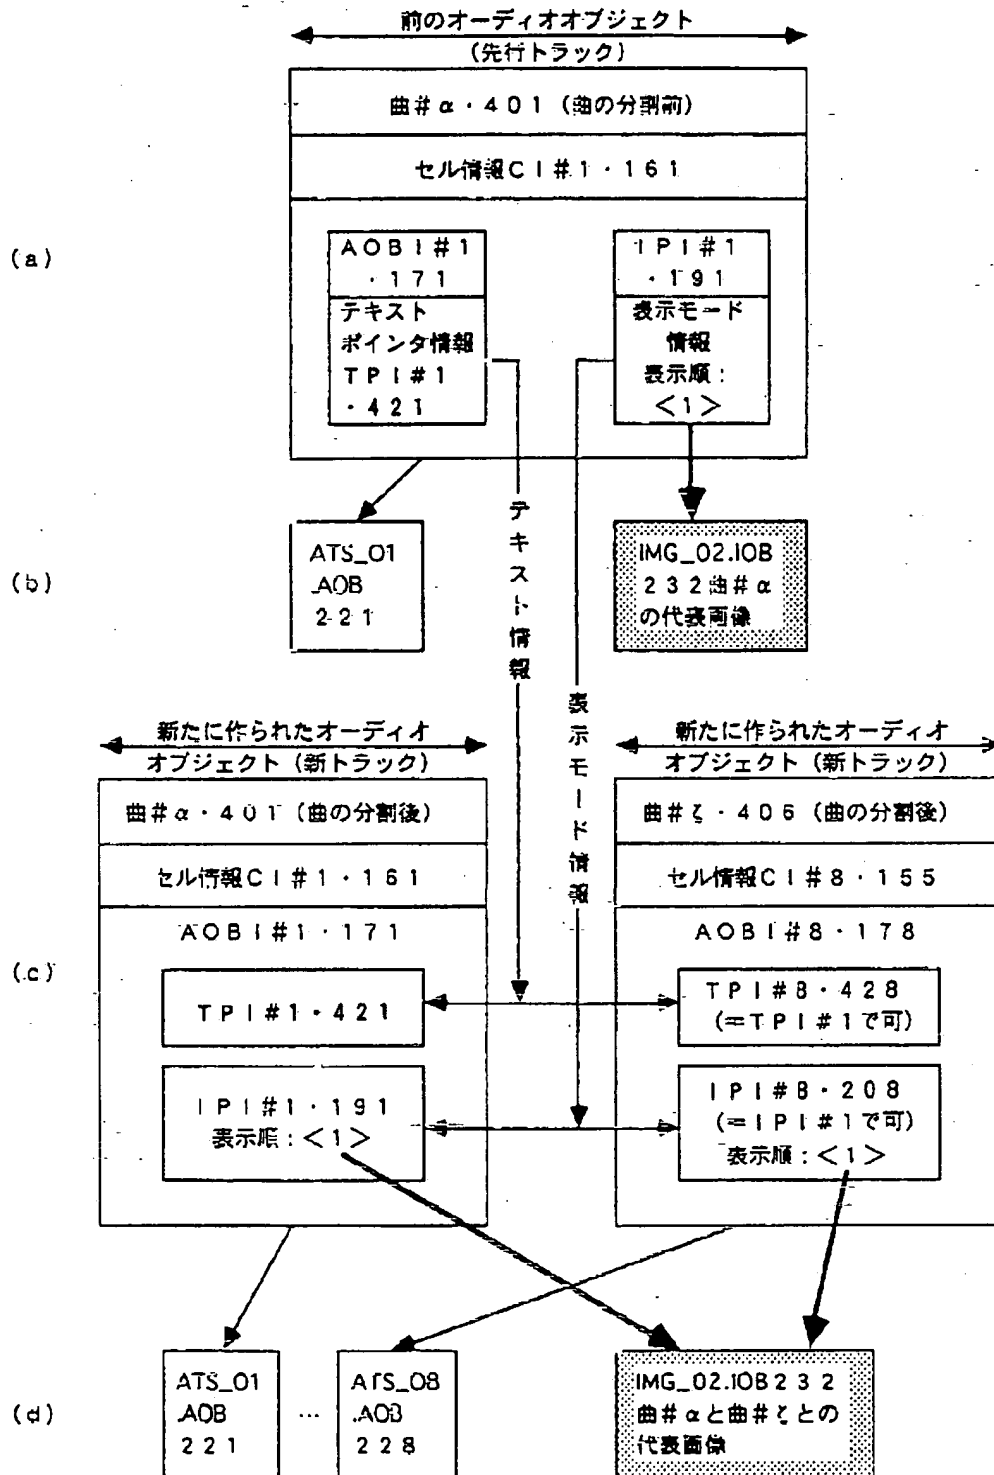 前のオーディオオブジェクト
(先行トラック)
曲#α・401(曲の分割前)
セル情報CI#1・161
(a)
AOBI#1
・171
テキスト
ポインタ情報
TPI#1
・421
IPI#1
・191
表示モード
情報
表示順:
<1>
テキスト情報
表示モード情報
(b)
ATS_01
.AOB
221
IMG_02.IOB
232曲#α
の代表画像
新たに作られたオーディオ
オブジェクト(新トラック)
曲#α・401(曲の分割後)
セル情報CI#1・161
AOBI#1・171
(c)
TPI#1・421
IPI#1・191
表示順:<1>
新たに作られたオーディオ
オブジェクト(新トラック)
曲#ζ・406(曲の分割後)
セル情報CI#8・155
AOBI#8・178
TPI#8・428
(=TPI#1で可)
IPI#8・208
(=IPI#1で可)
表示順:<1>
(d)
ATS_01
.AOB
221
…
ATS_08
.AOB
228
IMG_02.IOB232
曲#αと曲#ζとの
代表画像